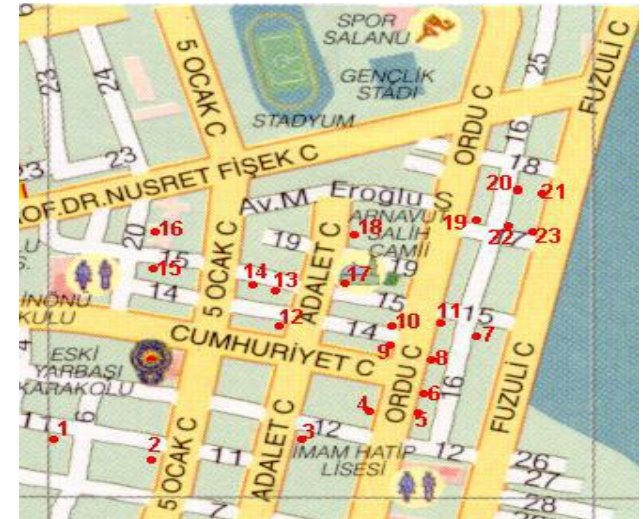 SPOR
SALANU
GENÇLİK
STADI
STADYUM
5 OCAK C
ORDU C
FUZULİ C
25
23
24
16
23
23
18
OF.DR.NUSRET FİŞEK C
Av.M. Eroğlu S
ARNAVUT
SALİH
CAMİİ
20
21
19
22
23
16
20
18
19
15
15
14
13
17
19
14
5 OCAK C
ADALET C
İNÖNÜ
KULU
12
15
11
15
10
14
7
9
CUMHURİYET C
8
ESKİ
YARBAŞI
KARAKOLU
ORDU C
16
6
FUZULİ C
4
5
11
1
6
3
12
2
11
12
İMAM HATİP
LİSESİ
26
27
5 OCAK C
ADALET C
7
28